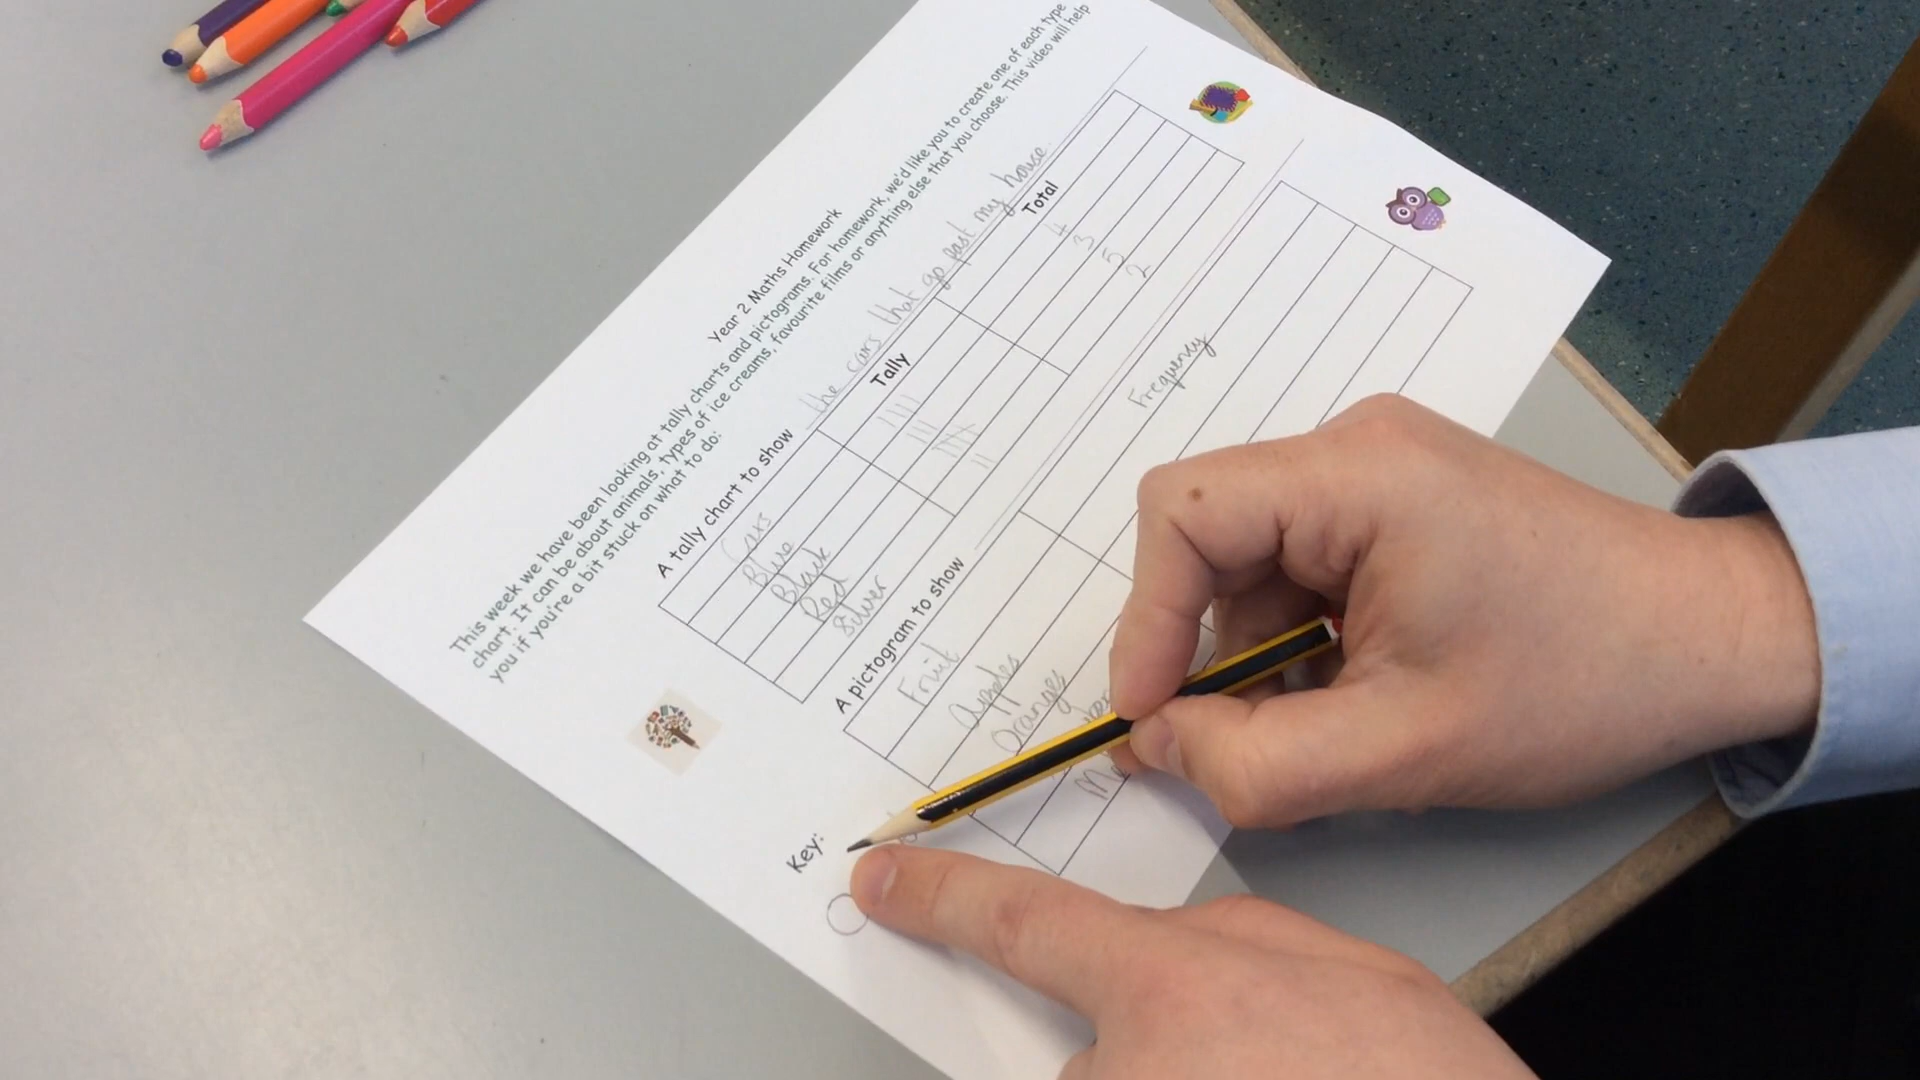 Year 2 Maths Homework
This week we have been looking at tally charts and pictograms. For homework, we'd like you to create one of each type
chart. It can be about animals, types of ice creams, favourite films or anything else that you choose. This video will help
you if you're a bit stuck on what to do:
A tally chart to show the cars that go past my house.
Cars Tally Total
Blue 4
Black 3
Red 5
Silver 2
A pictogram to show
Fruit Frequency
apples
Oranges
Key: